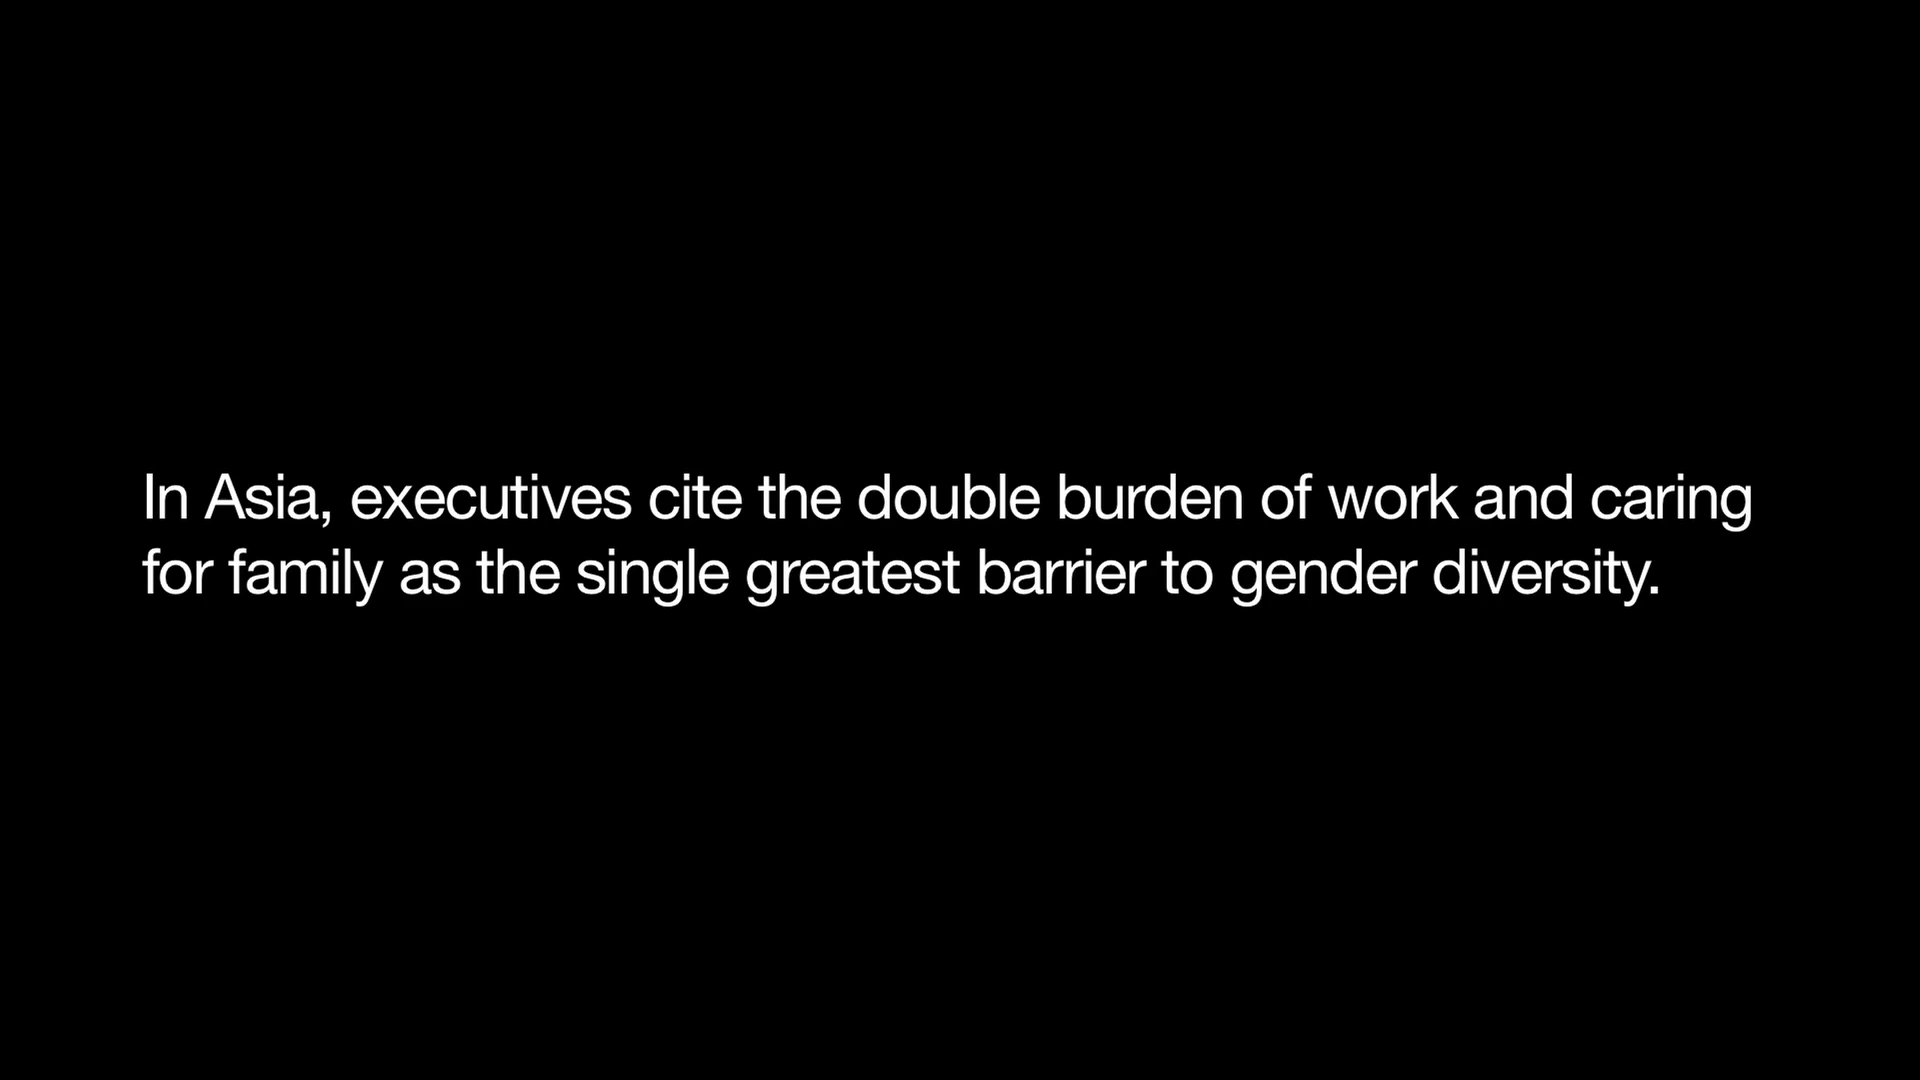 In Asia, executives cite the double burden of work and caring
for family as the single greatest barrier to gender diversity.